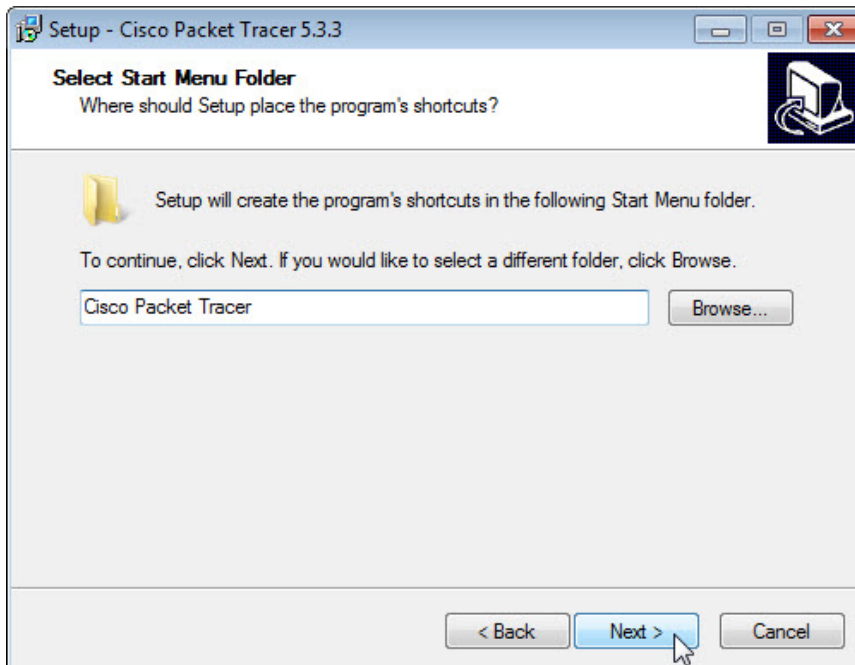 Setup - Cisco Packet Tracer 5.3.3
Select Start Menu Folder
Where should Setup place the program's shortcuts?
Setup will create the program's shortcuts in the following Start Menu folder.
To continue, click Next. If you would like to select a different folder, click Browse.
Cisco Packet Tracer
Browse...
< Back
Next >
Cancel